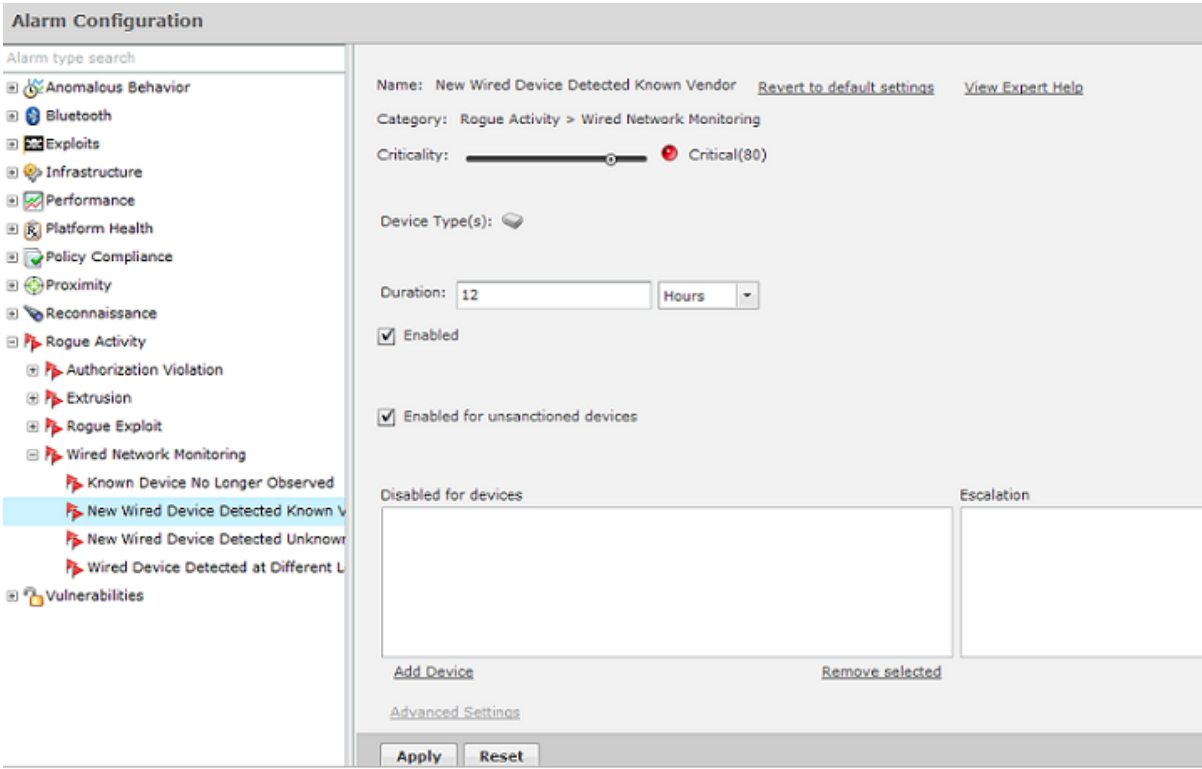 Alarm Configuration
Alarm type search
Anomalous Behavior
Bluetooth
Exploits
Infrastructure
Performance
Platform Health
Policy Compliance
Proximity
Reconnaissance
Rogue Activity
Authorization Violation
Extrusion
Rogue Exploit
Wired Network Monitoring
Known Device No Longer Observed
New Wired Device Detected Known V
New Wired Device Detected Unknown
Wired Device Detected at Different L
Vulnerabilities
Name: New Wired Device Detected Known Vendor Revert to default settings View Expert Help
Category: Rogue Activity > Wired Network Monitoring
Criticality: Critical(80)
Device Type(s):
Duration: 12 Hours
Enabled
Enabled for unsanctioned devices
Disabled for devices Escalation
Add Device Remove selected
Advanced Settings
Apply Reset